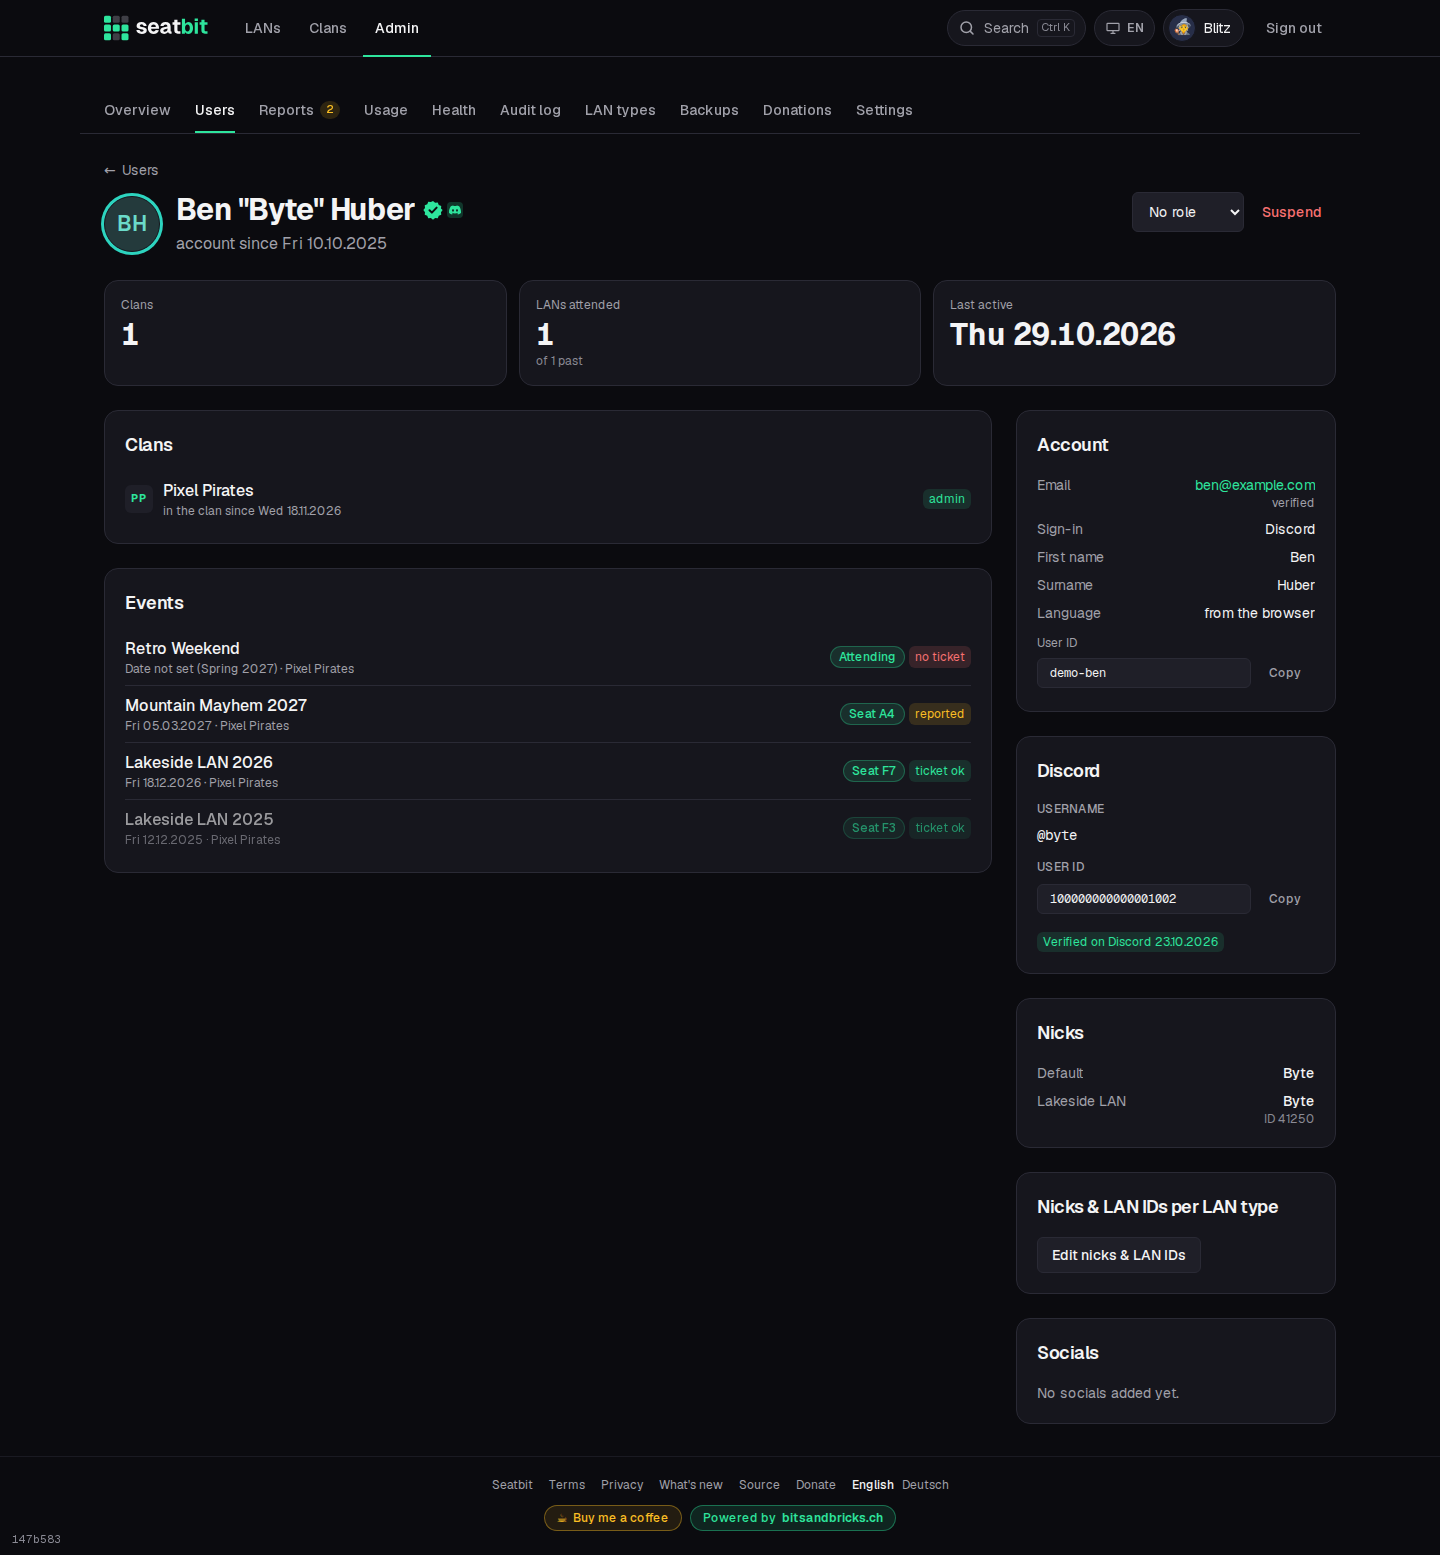 seatbit LANs Clans Admin Search Ctrl K EN Blitz Sign out
Overview Users Reports 2 Usage Health Audit log LAN types Backups Donations Settings
← Users
BH Ben "Byte" Huber No role Suspend
account since Fri 10.10.2025
Clans
1
LANs attended
1
of 1 past
Last active
Thu 29.10.2026
Clans
PP Pixel Pirates admin
in the clan since Wed 18.11.2026
Events
Retro Weekend Attending no ticket
Date not set (Spring 2027) · Pixel Pirates
Mountain Mayhem 2027 Seat A4 reported
Fri 05.03.2027 · Pixel Pirates
Lakeside LAN 2026 Seat F7 ticket ok
Fri 18.12.2026 · Pixel Pirates
Lakeside LAN 2025 Seat F3 ticket ok
Fri 12.12.2025 · Pixel Pirates
Account
Email ben@example.com
verified
Sign-in Discord
First name Ben
Surname Huber
Language from the browser
User ID
demo-ben Copy
Discord
USERNAME
@byte
USER ID
100000000000001002 Copy
Verified on Discord 23.10.2026
Nicks
Default Byte
Lakeside LAN Byte
ID 41250
Nicks & LAN IDs per LAN type
Edit nicks & LAN IDs
Socials
No socials added yet.
Seatbit Terms Privacy What's new Source Donate English Deutsch
Buy me a coffee Powered by bitsandbricks.ch
147b583